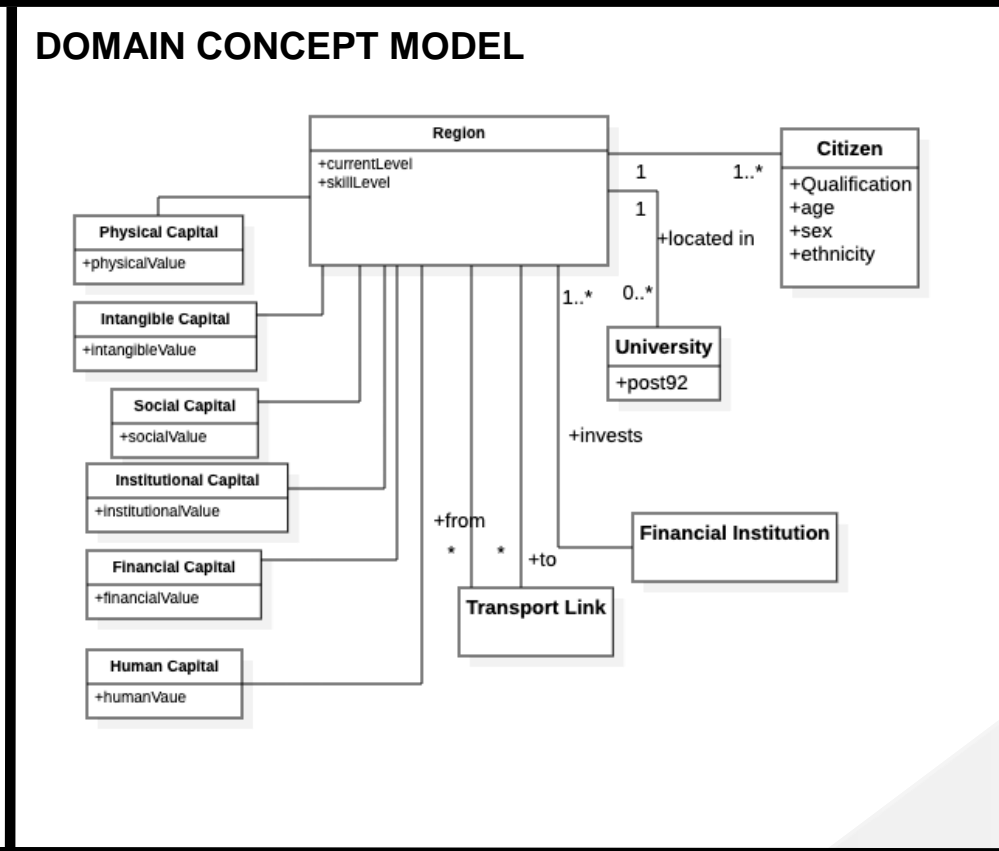 DOMAIN CONCEPT MODEL
Region
+currentLevel
+skillLevel
Citizen
+Qualification
+age
+sex
+ethnicity
1
1..*
1
+located in
0..*
University
+post92
Physical Capital
+physicalValue
Intangible Capital
+intangibleValue
Social Capital
+socialValue
Institutional Capital
+institutionalValue
Financial Capital
+financialValue
Human Capital
+humanVaue
+from
*
*
+to
Transport Link
1..*
+invests
Financial Institution